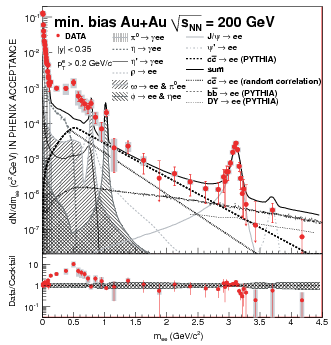 min. bias Au+Au √sNN = 200 GeV
DATA
|y| < 0.35
pTe > 0.2 GeV/c
π0 → γee
η → γee
η' → γee
ρ → ee
ω → ee & π0ee
φ → ee & ηee
J/ψ → ee
ψ' → ee
cc̄ → ee (PYTHIA)
sum
cc̄ → ee (random correlation)
bb̄ → ee (PYTHIA)
DY → ee (PYTHIA)
dN/dmee (c2/GeV) IN PHENIX ACCEPTANCE
10-1
10-2
10-3
10-4
10-5
10-6
10-7
Data/Cocktail
10
1
10-1
0 0.5 1 1.5 2 2.5 3 3.5 4 4.5
mee (GeV/c2)